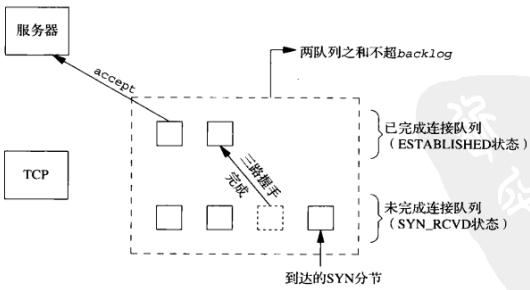 服务器
accept
两队列之和不超backlog
已完成连接队列
（ESTABLISHED状态）
TCP
三路握手
完成
未完成连接队列
（SYN_RCVD状态）
到达的SYN分节